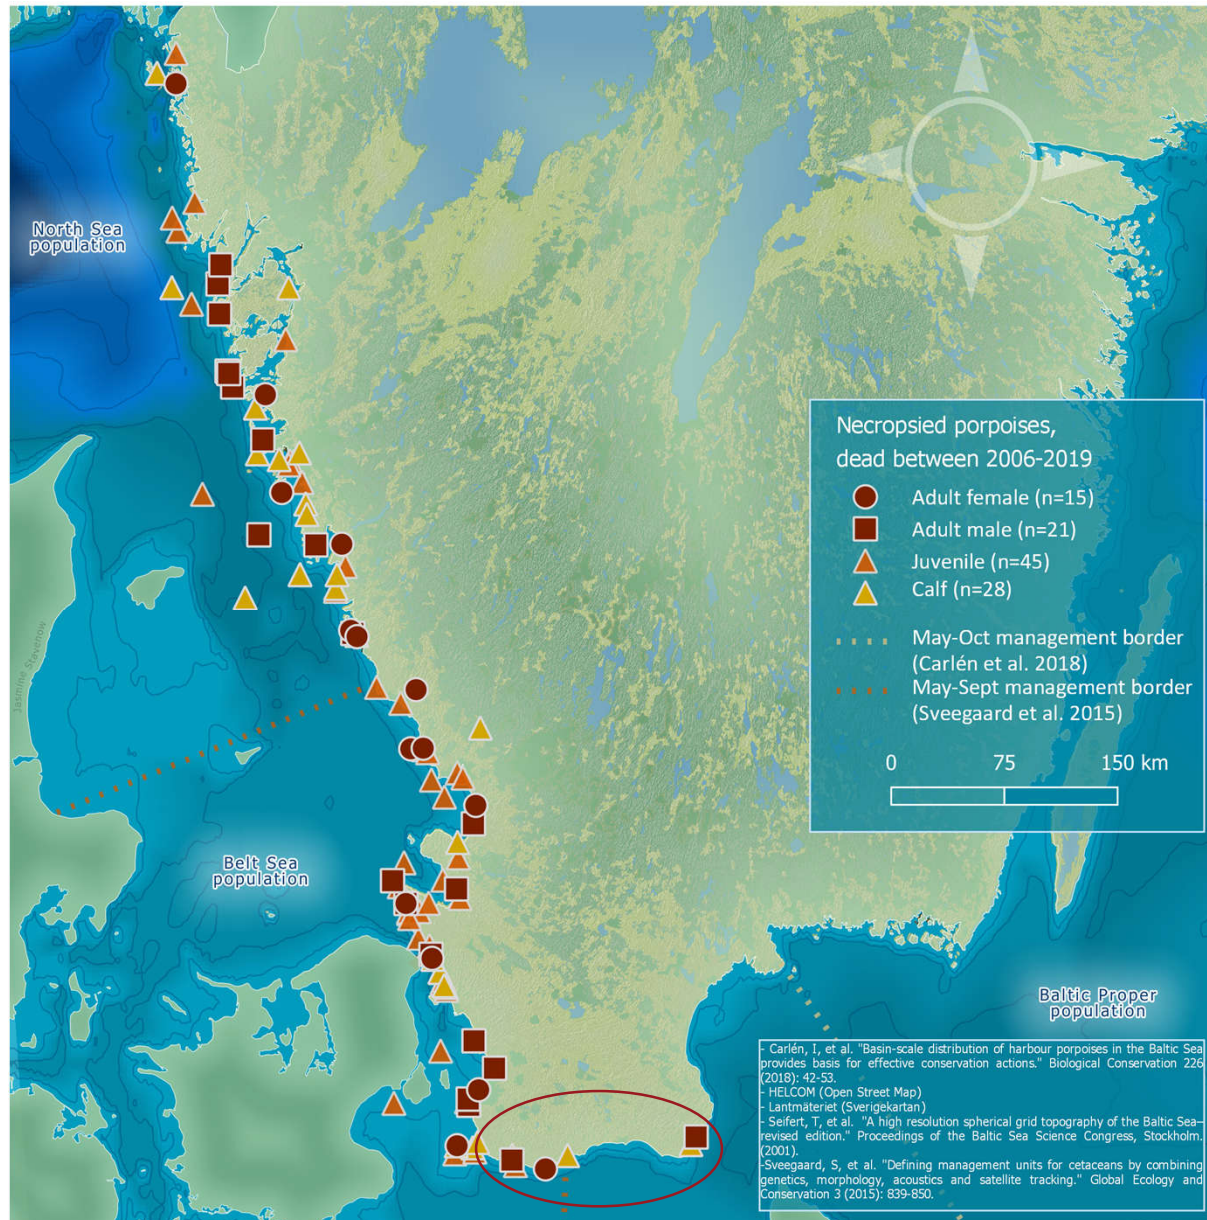 North Sea
population
Necropsied porpoises,
dead between 2006-2019
Adult female (n=15)
Adult male (n=21)
Juvenile (n=45)
Calf (n=28)
May-Oct management border
(Carlén et al. 2018)
May-Sept management border
(Sveegaard et al. 2015)
0 75 150 km
Jasmine Stavenow
Belt Sea
population
Baltic Proper
population
- Carlén, I, et al. "Basin-scale distribution of harbour porpoises in the Baltic Sea
provides basis for effective conservation actions." Biological Conservation 226
(2018): 42-53.
- HELCOM (Open Street Map)
- Lantmäteriet (Sverigekartan)
- Seifert, T, et al. "A high resolution spherical grid topography of the Baltic Sea–
revised edition." Proceedings of the Baltic Sea Science Congress, Stockholm.
(2001).
-Sveegaard, S, et al. "Defining management units for cetaceans by combining
genetics, morphology, acoustics and satellite tracking." Global Ecology and
Conservation 3 (2015): 839-850.